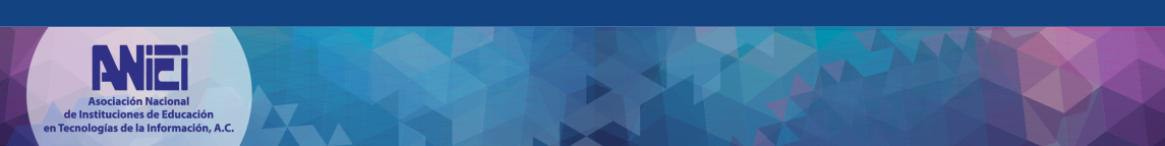 ANIEI
Asociación Nacional
de Instituciones de Educación
en Tecnologías de la Información, A.C.